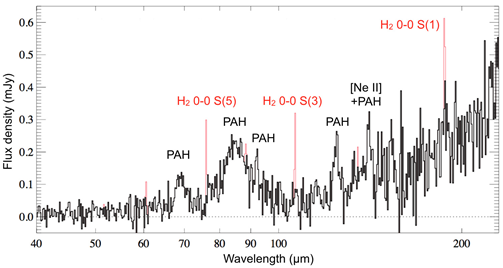 0.6
0.5
0.4
0.3
0.2
0.1
0.0
Flux density (mJy)
H₂ 0-0 S(1)
[Ne II]
+PAH
H₂ 0-0 S(5)
H₂ 0-0 S(3)
PAH
PAH
PAH
PAH
40
50
60
70
80
90
100
200
Wavelength (μm)